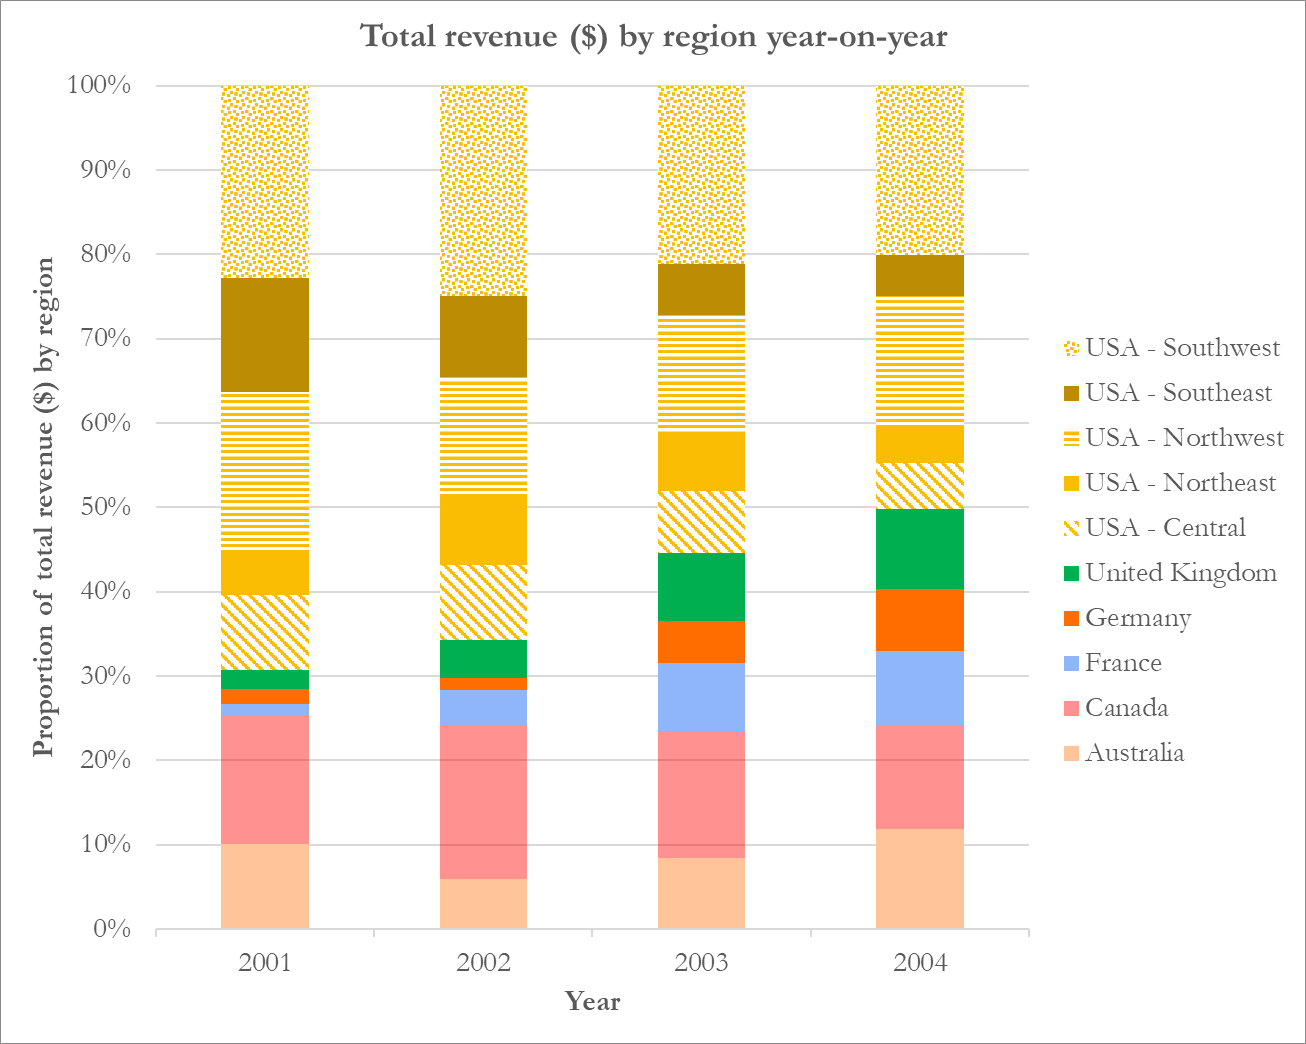 Total revenue ($) by region year-on-year
Proportion of total revenue ($) by region
100%
90%
80%
70%
60%
50%
40%
30%
20%
10%
0%
2001 2002 2003 2004
Year
USA - Southwest
USA - Southeast
USA - Northwest
USA - Northeast
USA - Central
United Kingdom
Germany
France
Canada
Australia